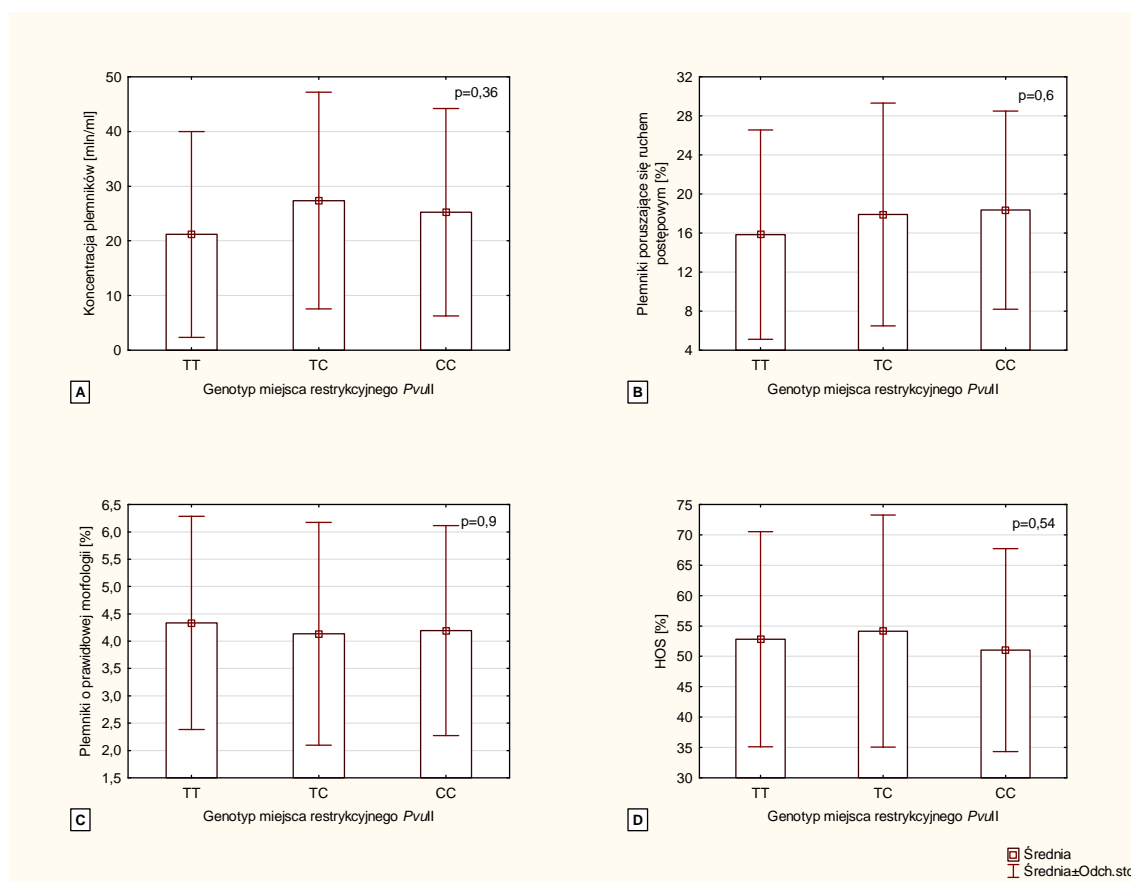 50
40
30
20
10
0
Koncentracja plemników [mln/ml]
p=0,36
TT TC CC
Genotyp miejsca restrykcyjnego PvuII
A
32
28
24
20
16
12
8
4
Plemniki poruszające się ruchem
postępowym [%]
p=0,6
TT TC CC
Genotyp miejsca restrykcyjnego PvuII
B
6,5
6,0
5,5
5,0
4,5
4,0
3,5
3,0
2,5
2,0
1,5
Plemniki o prawidłowej morfologii [%]
p=0,9
TT TC CC
Genotyp miejsca restrykcyjnego PvuII
C
75
70
65
60
55
50
45
40
35
30
HOS [%]
p=0,54
TT TC CC
Genotyp miejsca restrykcyjnego PvuII
D
Średnia
Średnia±Odch.std